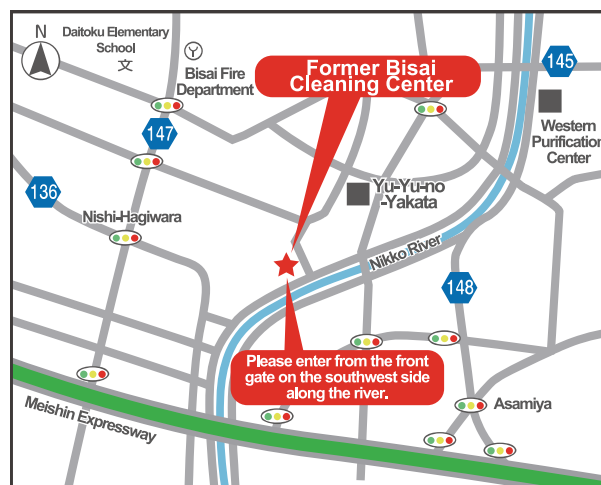 N
Daitoku Elementary
School
文
Bisai Fire
Department
Former Bisai
Cleaning Center
145
147
Western
Purification
Center
136
Yu-Yu-no
-Yakata
Nishi-Hagiwara
Nikko River
148
Please enter from the front
gate on the southwest side
along the river.
Meishin Expressway
Asamiya